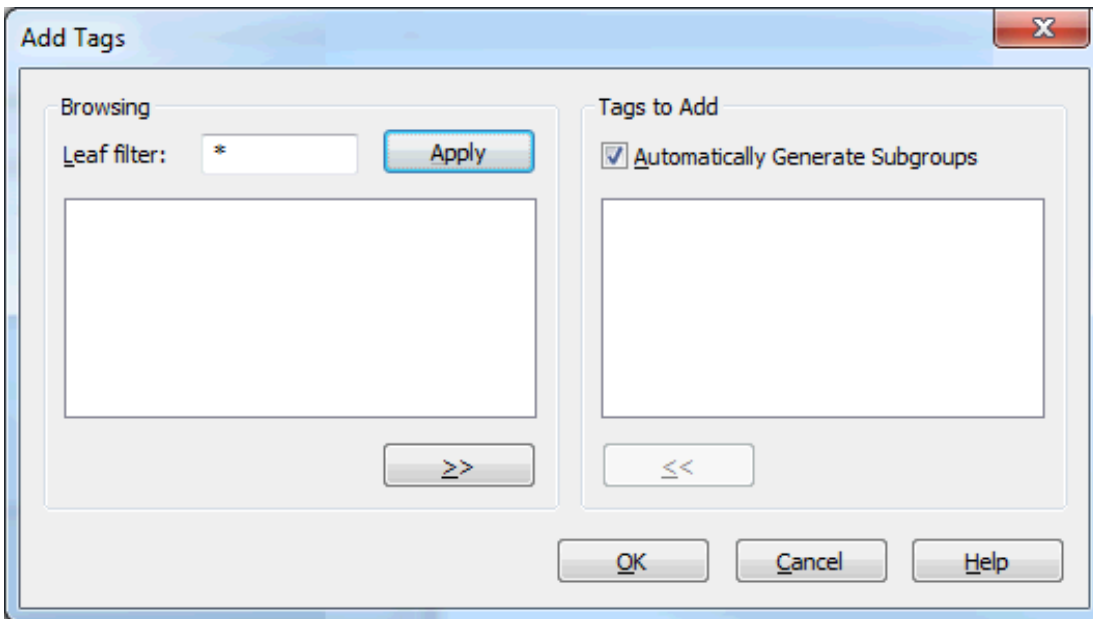 Add Tags
Browsing
Leaf filter: * Apply
>>
Tags to Add
Automatically Generate Subgroups
<<
OK Cancel Help